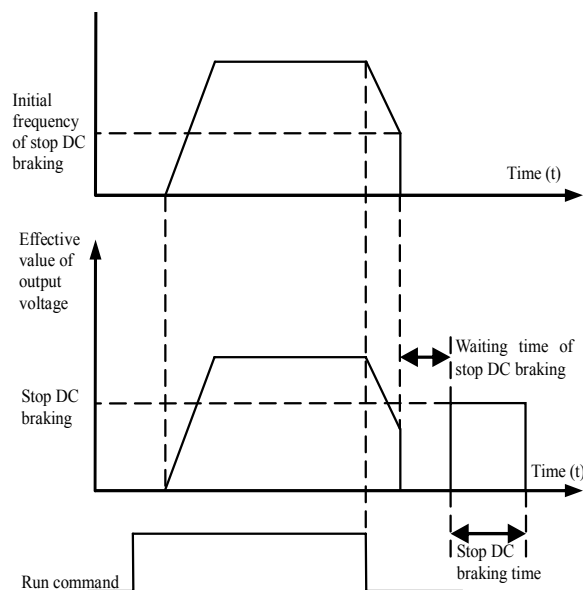 Initial
frequency
of stop DC
braking
Time (t)
Effective
value of
output
voltage
Waiting time of
stop DC braking
Stop DC
braking
Time (t)
Stop DC
braking time
Run command